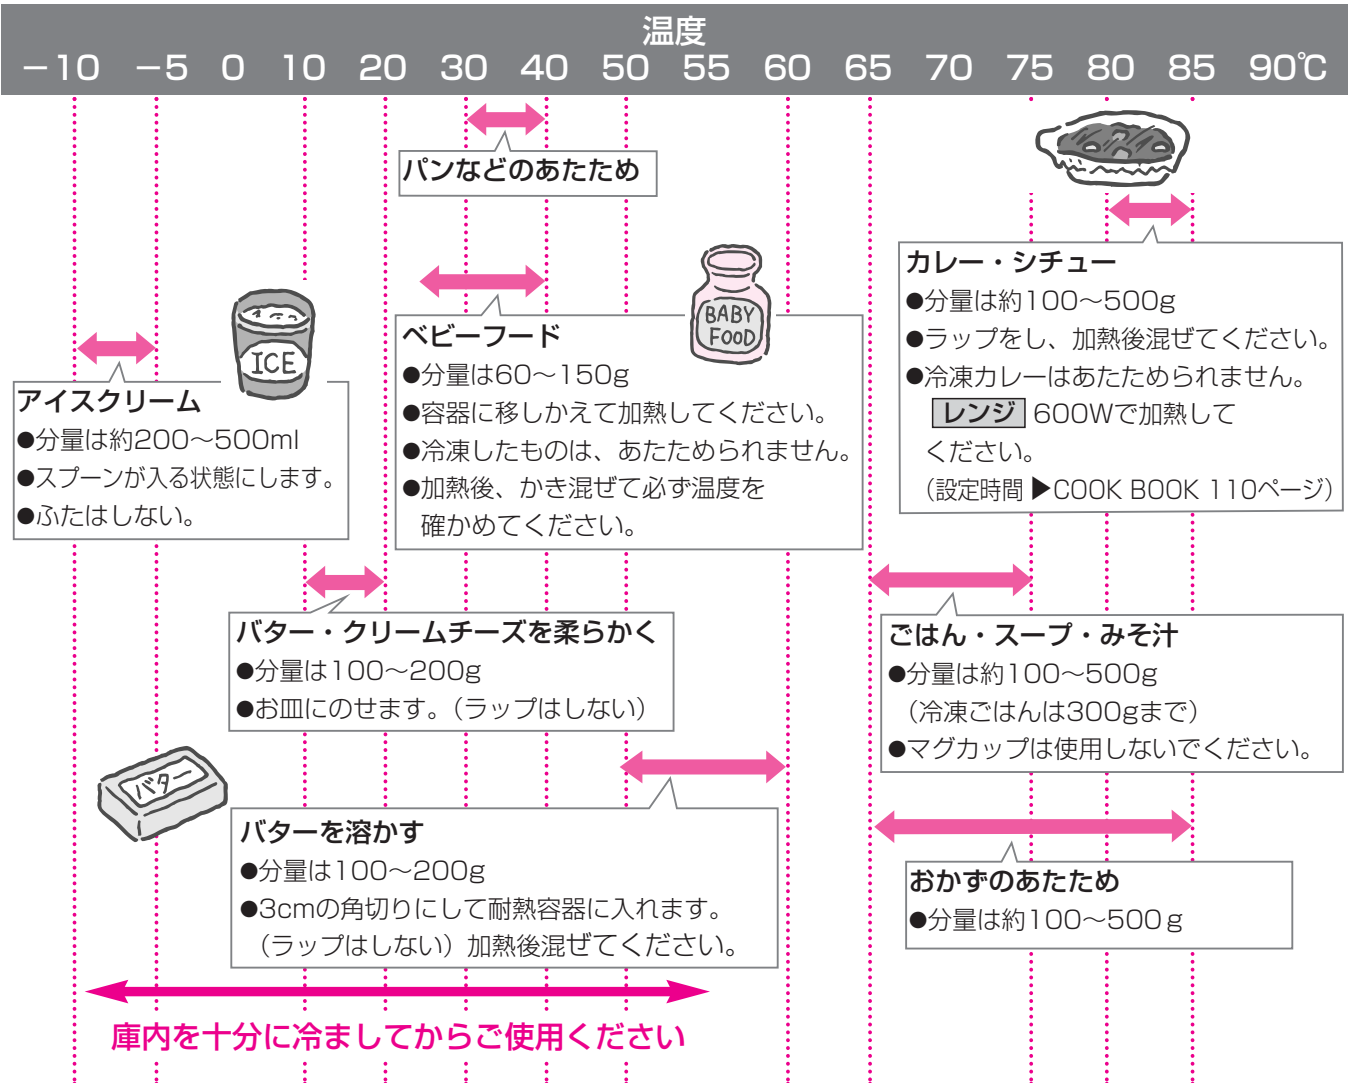 温度
−10 −5 0 10 20 30 40 50 55 60 65 70 75 80 85 90℃
パンなどのあたため
カレー・シチュー
●分量は約100〜500g
●ラップをし、加熱後混ぜてください。
●冷凍カレーはあたためられません。
レンジ 600Wで加熱して
ください。
（設定時間 ▶COOK BOOK 110ページ）
BABY
FOOD
ベビーフード
●分量は60〜150g
●容器に移しかえて加熱してください。
●冷凍したものは、あたためられません。
●加熱後、かき混ぜて必ず温度を
確かめてください。
ICE
アイスクリーム
●分量は約200〜500ml
●スプーンが入る状態にします。
●ふたはしない。
バター・クリームチーズを柔らかく
●分量は100〜200g
●お皿にのせます。（ラップはしない）
ごはん・スープ・みそ汁
●分量は約100〜500g
（冷凍ごはんは300gまで）
●マグカップは使用しないでください。
バター
バターを溶かす
●分量は100〜200g
●3cmの角切りにして耐熱容器に入れます。
（ラップはしない）加熱後混ぜてください。
おかずのあたため
●分量は約100〜500g
庫内を十分に冷ましてからご使用ください